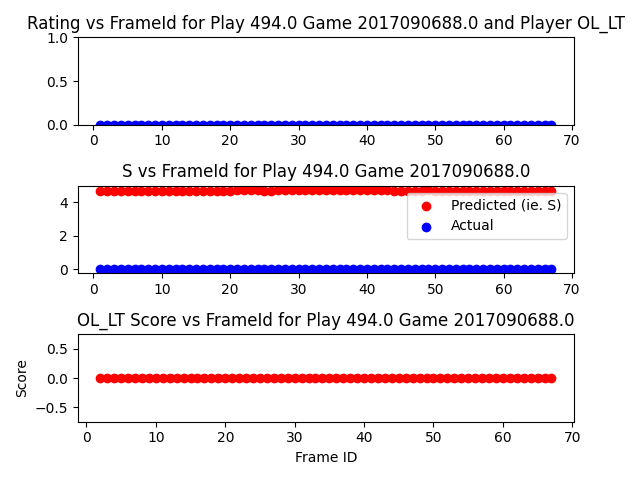 Rating vs FrameId for Play 494.0 Game 2017090688.0 and Player OL_LT
1.0
0.5
0.0
0 10 20 30 40 50 60 70
S vs FrameId for Play 494.0 Game 2017090688.0
4
2
0
Predicted (ie. S)
Actual
0 10 20 30 40 50 60 70
OL_LT Score vs FrameId for Play 494.0 Game 2017090688.0
Score
0.5
0.0
−0.5
0 10 20 30 40 50 60 70
Frame ID